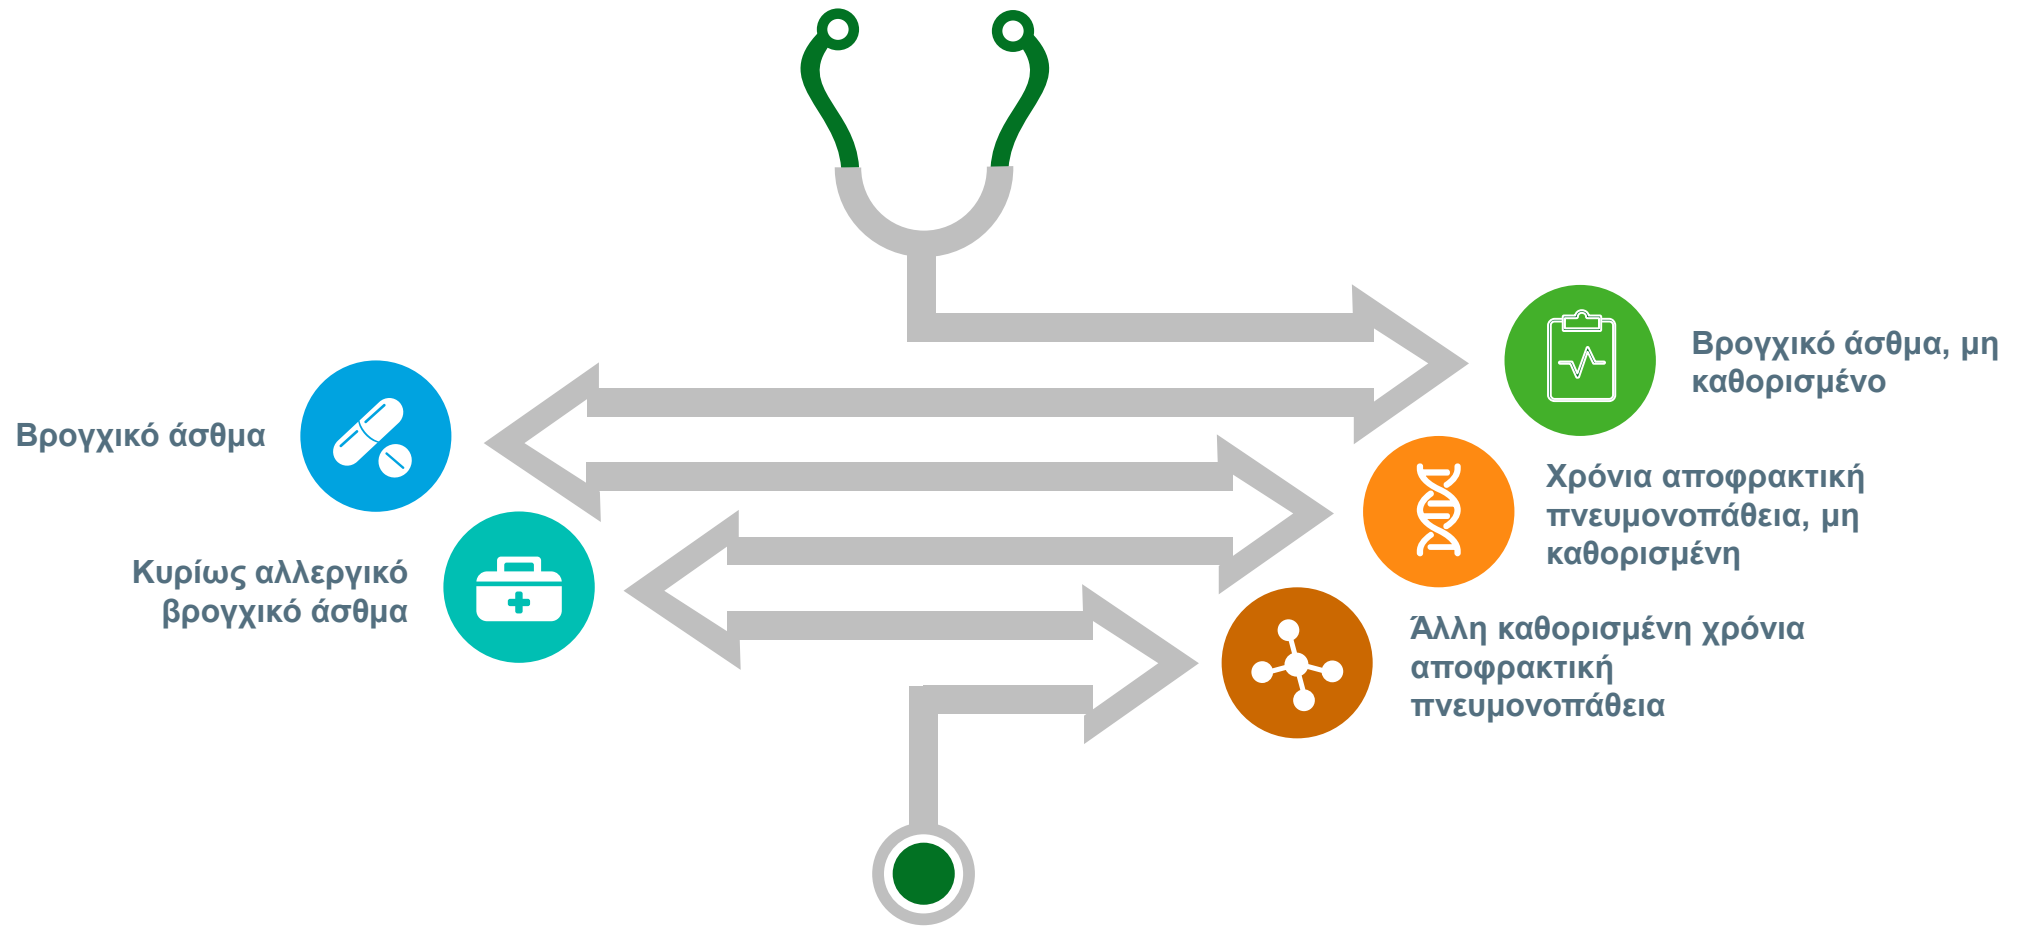 Βρογχικό άσθμα, μη
καθορισμένο
Βρογχικό άσθμα
Χρόνια αποφρακτική
πνευμονοπάθεια, μη
καθορισμένη
Κυρίως αλλεργικό
βρογχικό άσθμα
Άλλη καθορισμένη χρόνια
αποφρακτική
πνευμονοπάθεια